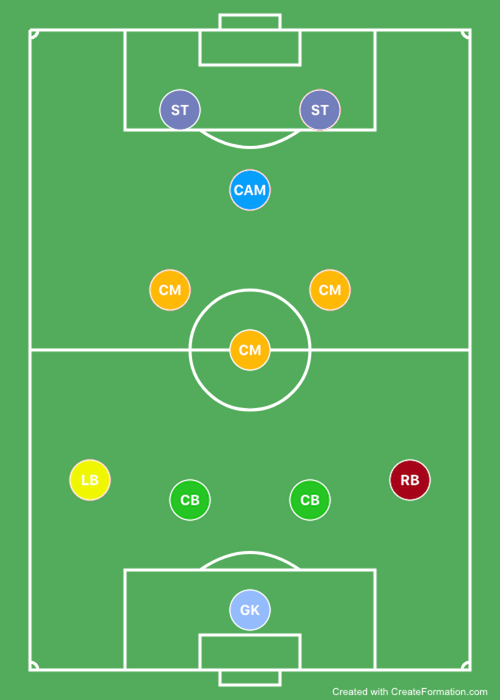 ST ST
CAM
CM CM
CM
LB RB
CB CB
GK
Created with CreateFormation.com